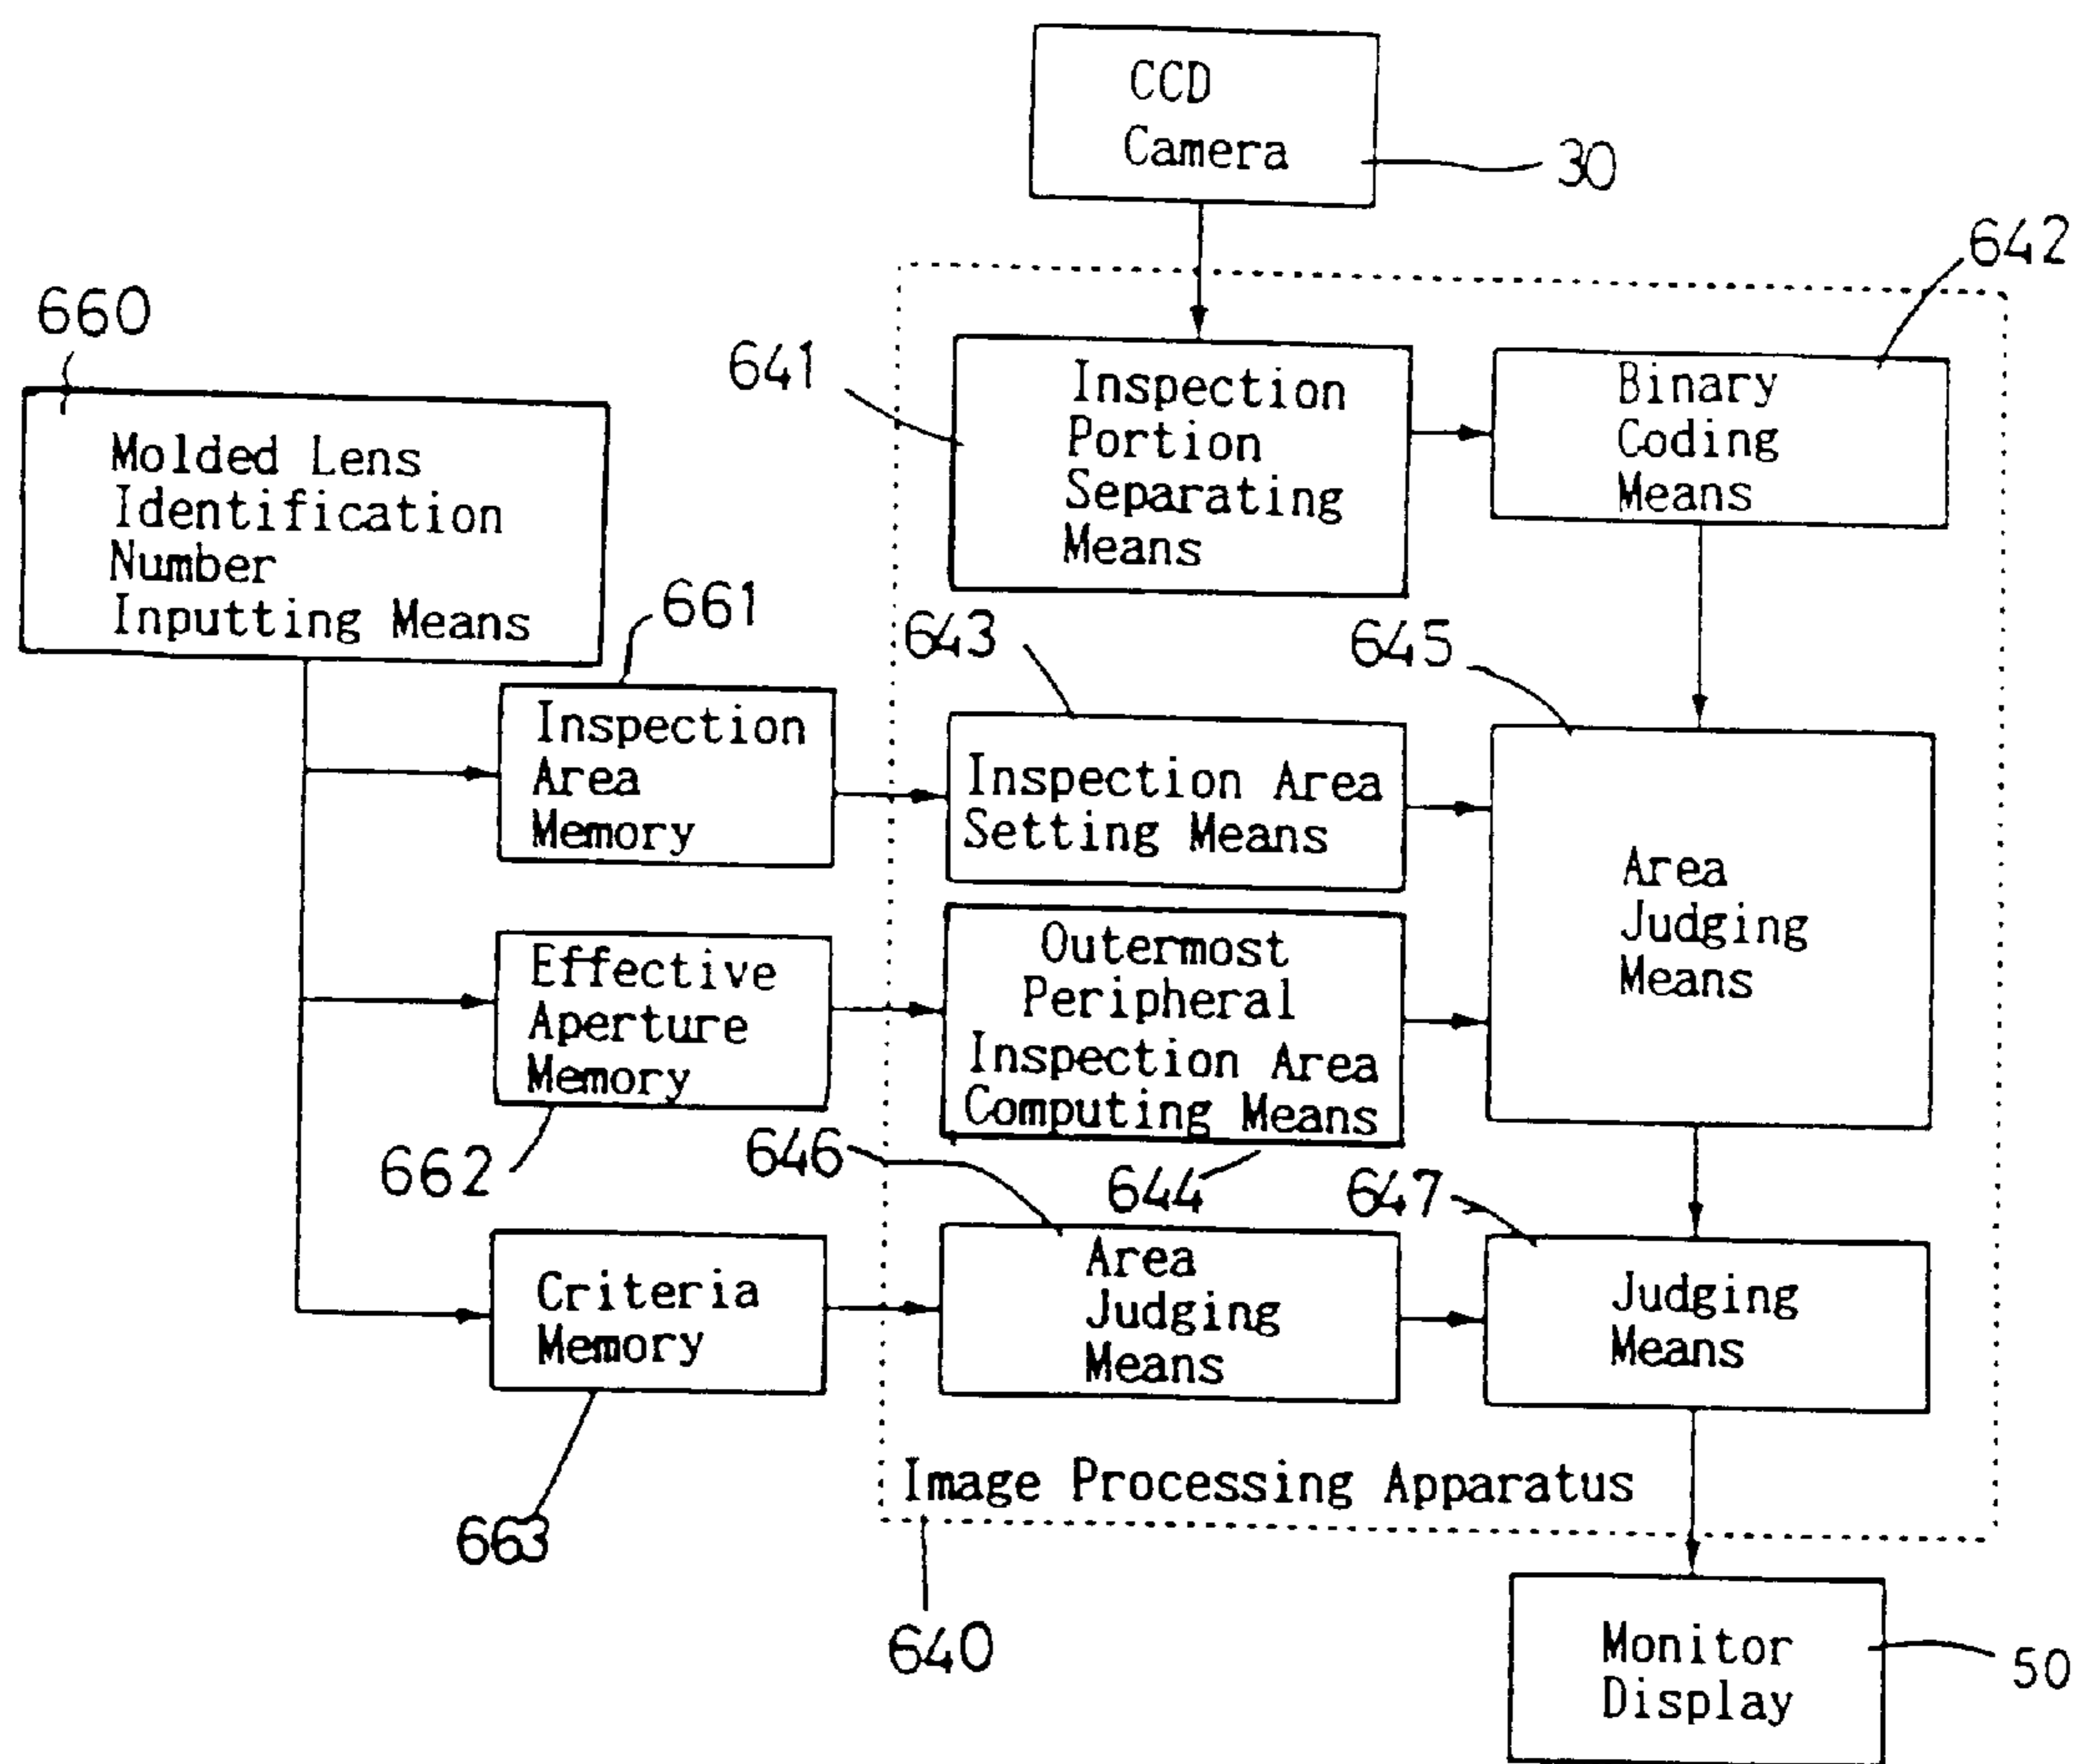 CCD
Camera
30
642
660
641
Inspection
Portion
Separating
Means
Binary
Coding
Means
Molded Lens
Identification
Number
Inputting Means
661
643
645
Inspection
Area
Memory
Inspection Area
Setting Means
Area
Judging
Means
Effective
Aperture
Memory
Outermost
Peripheral
Inspection Area
Computing Means
662
646
644
647
Criteria
Memory
Area
Judging
Means
Judging
Means
663
Image Processing Apparatus
640
Monitor
Display
50